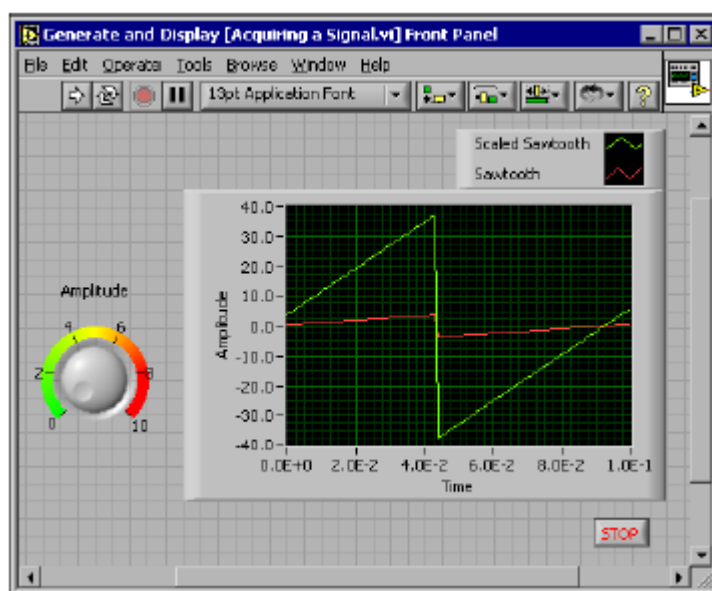 Generate and Display [Acquiring a Signal.vi] Front Panel
File Edit Operate Tools Browse Window Help
13pt Application Font
Scaled Sawtooth
Sawtooth
Amplitude
0
2
4
6
8
10
Amplitude
40.0
30.0
20.0
10.0
0.0
-10.0
-20.0
-30.0
-40.0
0.0E+0 2.0E-2 4.0E-2 6.0E-2 8.0E-2 1.0E-1
Time
STOP